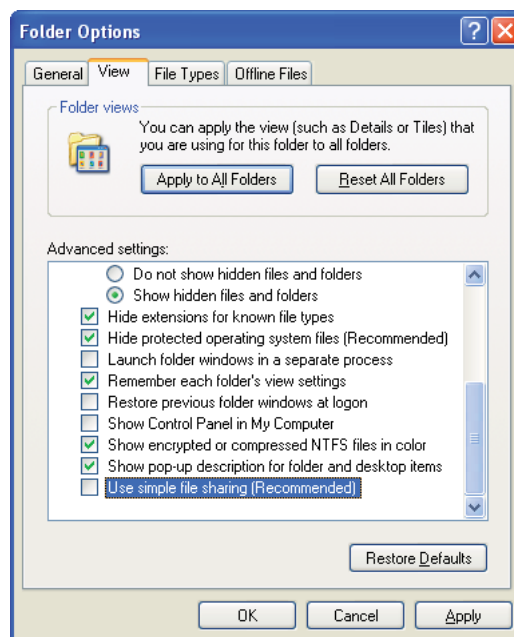 Folder Options
General View File Types Offline Files
Folder views
You can apply the view (such as Details or Tiles) that
you are using for this folder to all folders.
Apply to All Folders Reset All Folders
Advanced settings:
Do not show hidden files and folders
Show hidden files and folders
Hide extensions for known file types
Hide protected operating system files (Recommended)
Launch folder windows in a separate process
Remember each folder's view settings
Restore previous folder windows at logon
Show Control Panel in My Computer
Show encrypted or compressed NTFS files in color
Show pop-up description for folder and desktop items
Use simple file sharing (Recommended)
Restore Defaults
OK Cancel Apply